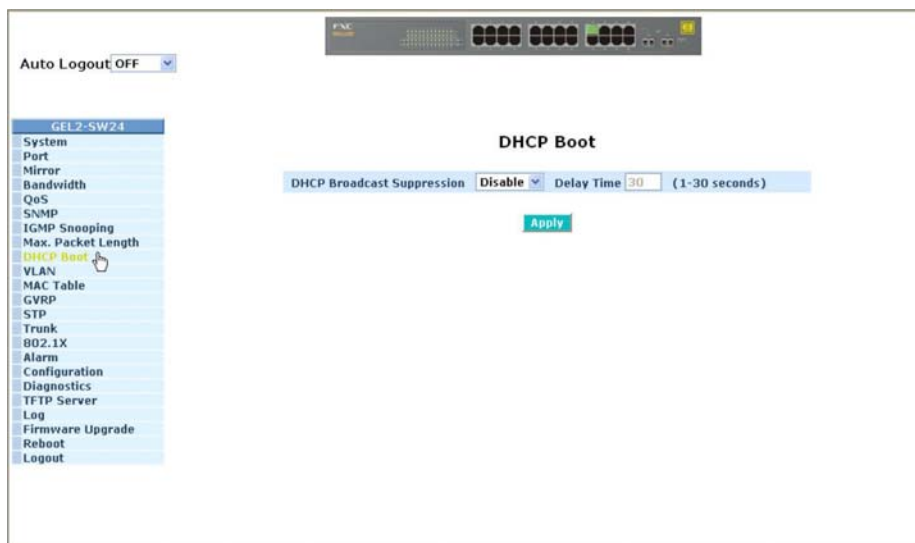 Auto Logout OFF
GEL2-SW24
System
Port
Mirror
Bandwidth
QoS
SNMP
IGMP Snooping
Max. Packet Length
DHCP Boot
VLAN
MAC Table
GVRP
STP
Trunk
802.1X
Alarm
Configuration
Diagnostics
TFTP Server
Log
Firmware Upgrade
Reboot
Logout
DHCP Boot
DHCP Broadcast Suppression Disable Delay Time 30 (1-30 seconds)
Apply